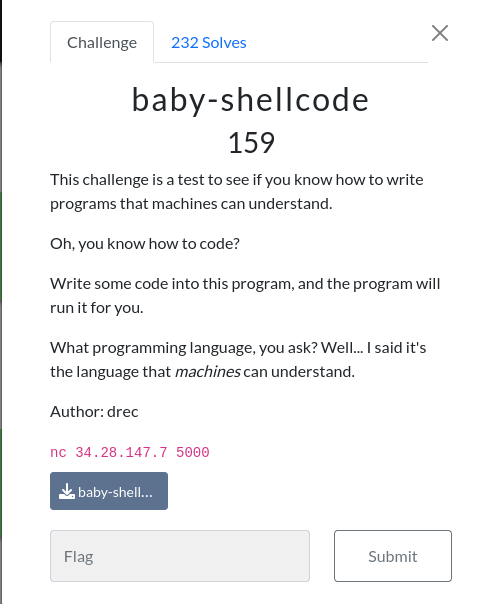 Challenge
232 Solves
baby-shellcode
159
This challenge is a test to see if you know how to write
programs that machines can understand.
Oh, you know how to code?
Write some code into this program, and the program will
run it for you.
What programming language, you ask? Well... I said it's
the language that machines can understand.
Author: drec
nc 34.28.147.7 5000
baby-shell...
Flag
Submit